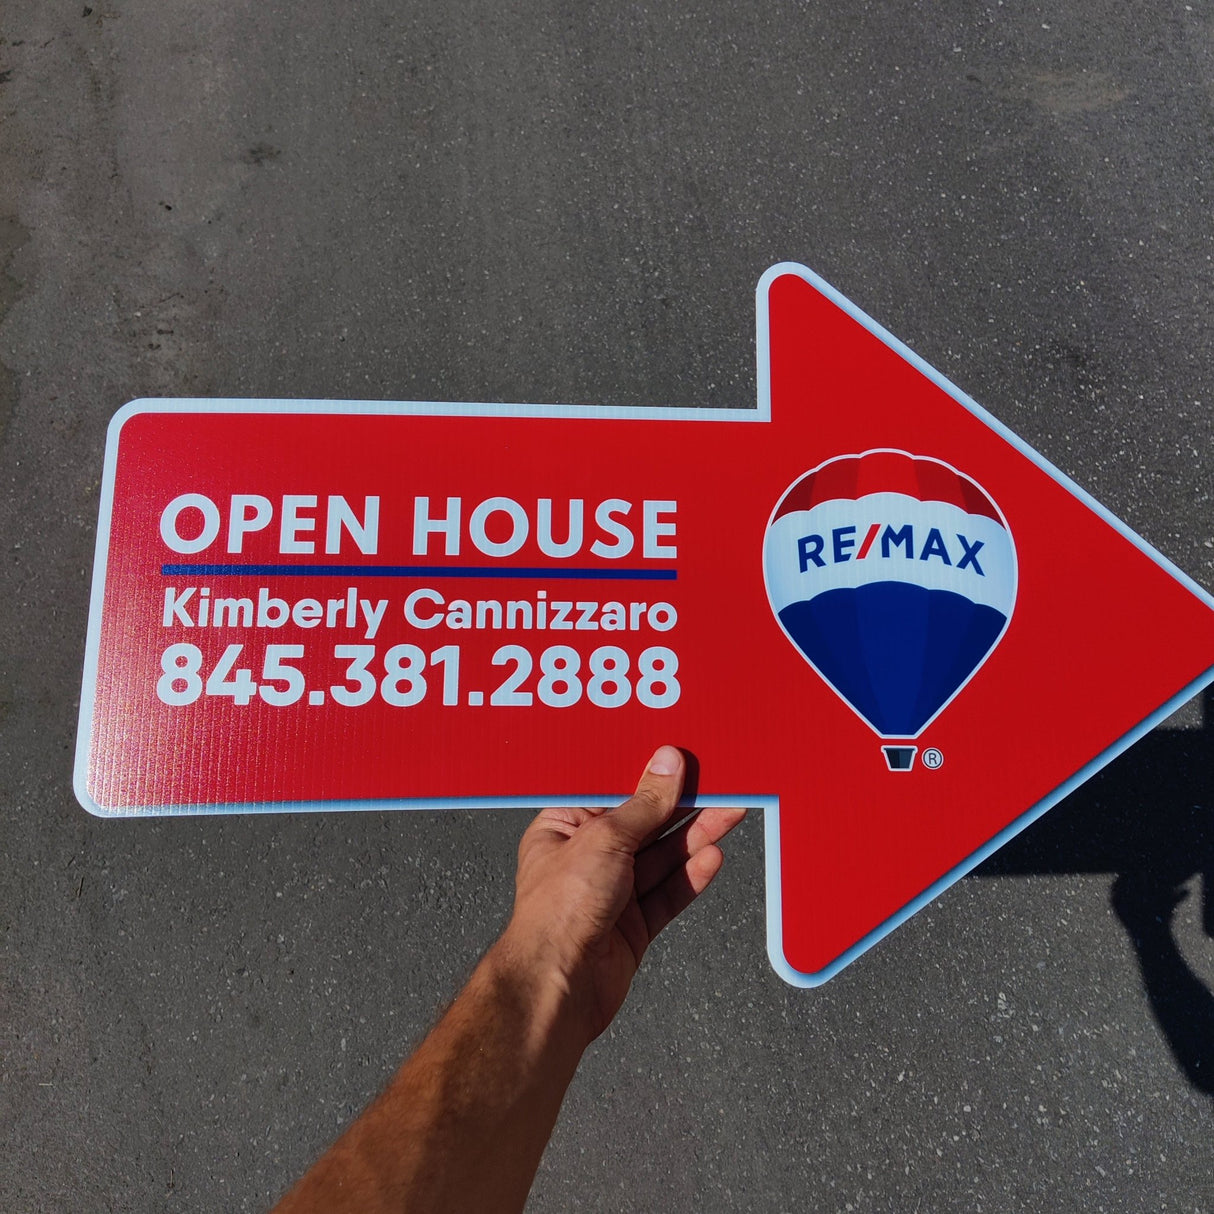 OPEN HOUSE
Kimberly Cannizzaro
845.381.2888
RE/MAX
®